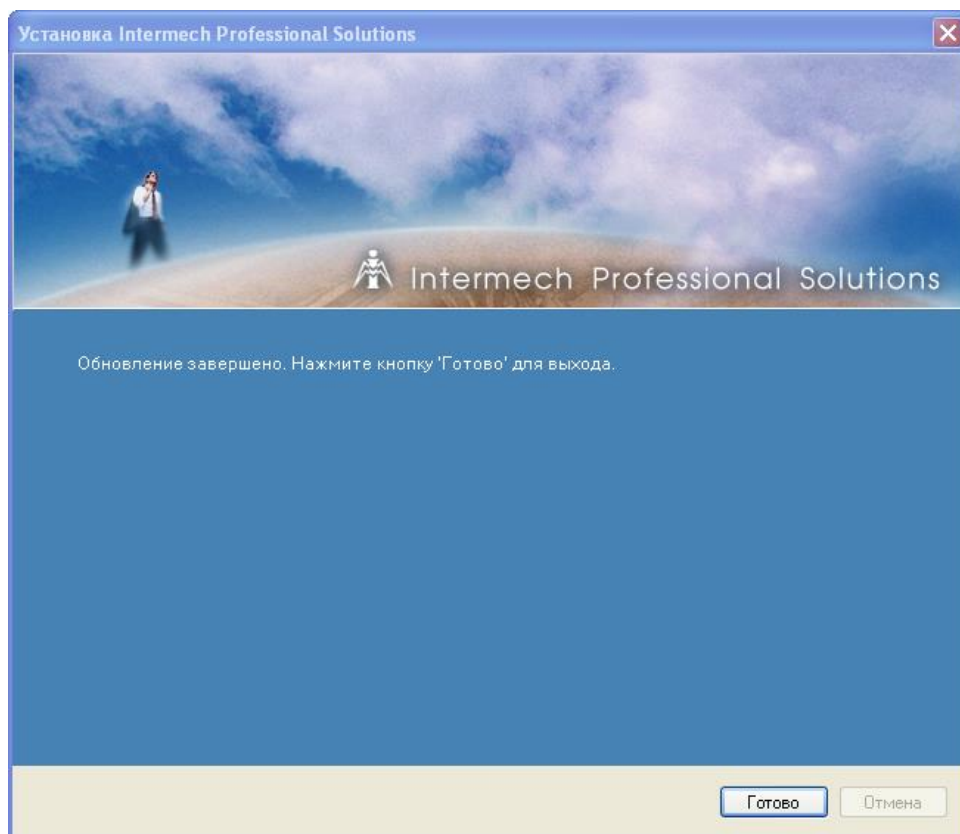 Установка Intermech Professional Solutions
Intermech Professional Solutions
Обновление завершено. Нажмите кнопку 'Готово' для выхода.
Готово
Отмена